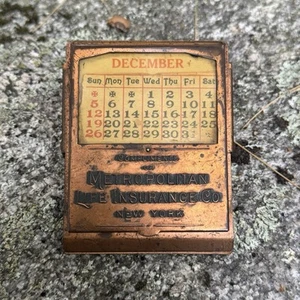 DECEMBER
Sun Mon Tue Wed Thu Fri Sat
1 2 3 4
5 6 7 8 9 10 11
12 13 14 15 16 17 18
19 20 21 22 23 24 25
26 27 28 29 30 31
COMPLIMENTS
METROPOLITAN
LIFE INSURANCE CO.
NEW YORK